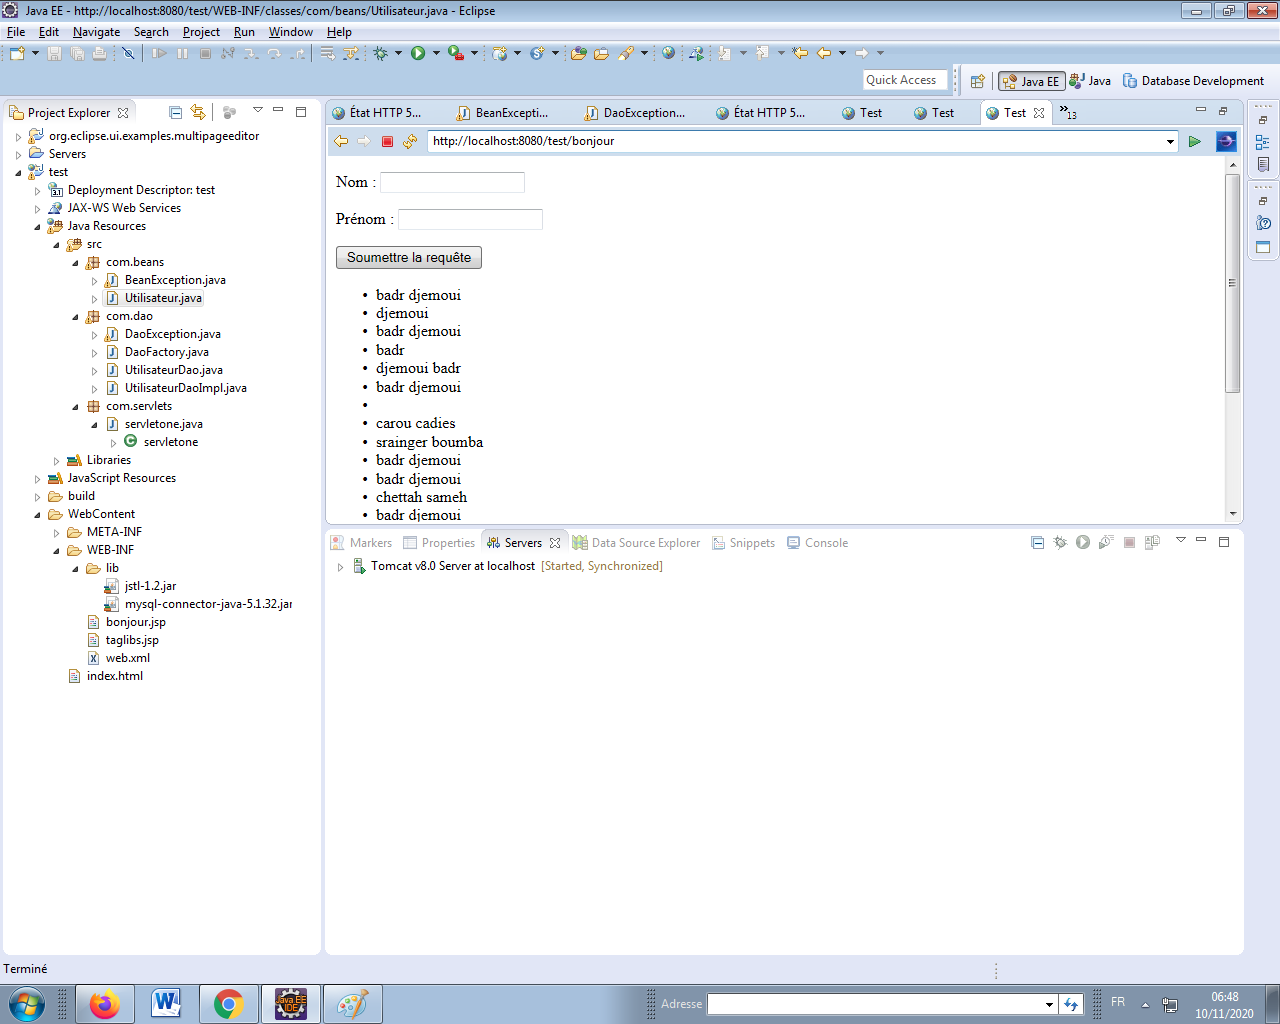 Java EE - http://localhost:8080/test/WEB-INF/classes/com/beans/Utilisateur.java - Eclipse
File Edit Navigate Search Project Run Window Help
Quick Access
Java EE
Java
Database Development
Project Explorer
org.eclipse.ui.examples.multipageeditor
Servers
test
Deployment Descriptor: test
JAX-WS Web Services
Java Resources
src
com.beans
BeanException.java
Utilisateur.java
com.dao
DaoException.java
DaoFactory.java
UtilisateurDao.java
UtilisateurDaoImpl.java
com.servlets
servletone.java
servletone
Libraries
JavaScript Resources
build
WebContent
META-INF
WEB-INF
lib
jstl-1.2.jar
mysql-connector-java-5.1.32.jar
bonjour.jsp
taglibs.jsp
web.xml
index.html
État HTTP 5... BeanExcepti... DaoException... État HTTP 5... Test Test Test »13
http://localhost:8080/test/bonjour
Nom :
Prénom :
Soumettre la requête
• badr djemoui
• djemoui
• badr djemoui
• badr
• djemoui badr
• badr djemoui
•
• carou cadies
• srainger boumba
• badr djemoui
• badr djemoui
• chettah sameh
• badr djemoui
Markers Properties Servers Data Source Explorer Snippets Console
Tomcat v8.0 Server at localhost [Started, Synchronized]
Terminé
Java EE
IDE
Adresse
FR
06:48
10/11/2020